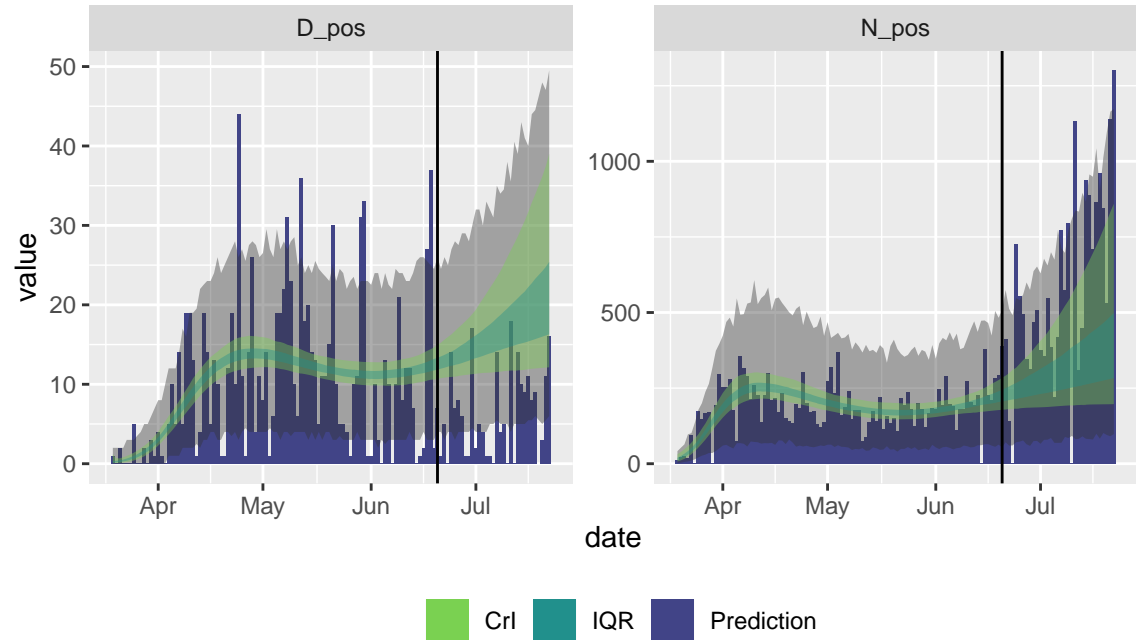 D_pos
N_pos
value
50
40
30
20
10
0
1000
500
0
Apr May Jun Jul
Apr May Jun Jul
date
CrI IQR Prediction